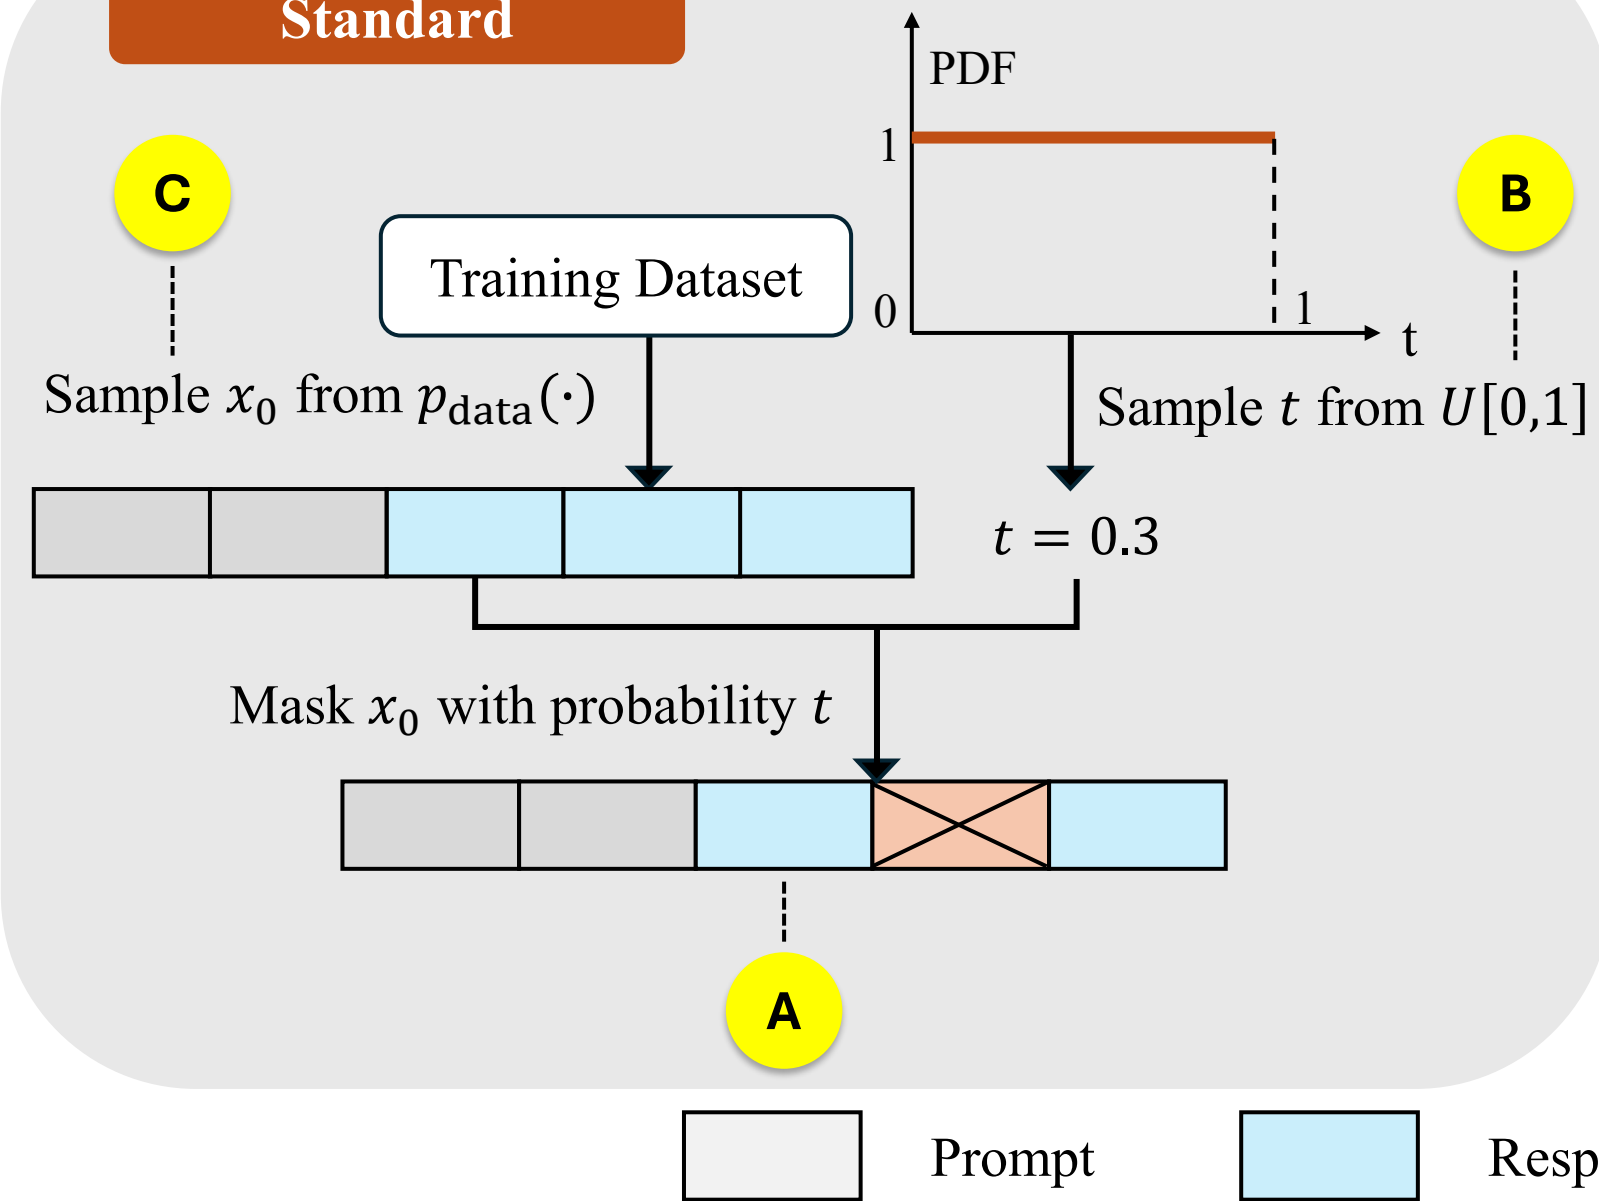 Standard
PDF
1
C
B
Training Dataset
0
1
t
Sample x₀ from p_data(·)
Sample t from U[0,1]
t = 0.3
Mask x₀ with probability t
A
Prompt
Resp